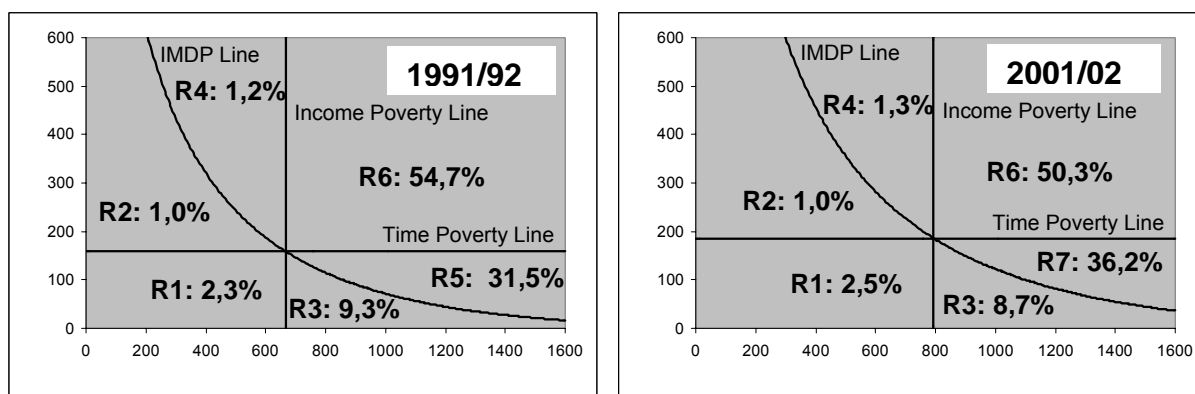 600
500
400
300
200
100
0
0 200 400 600 800 1000 1200 1400 1600
IMDP Line
1991/92
R4: 1,2%
Income Poverty Line
R6: 54,7%
R2: 1,0%
Time Poverty Line
R5: 31,5%
R1: 2,3%
R3: 9,3%
600
500
400
300
200
100
0
0 200 400 600 800 1000 1200 1400 1600
IMDP Line
2001/02
R4: 1,3%
Income Poverty Line
R6: 50,3%
R2: 1,0%
Time Poverty Line
R7: 36,2%
R1: 2,5%
R3: 8,7%